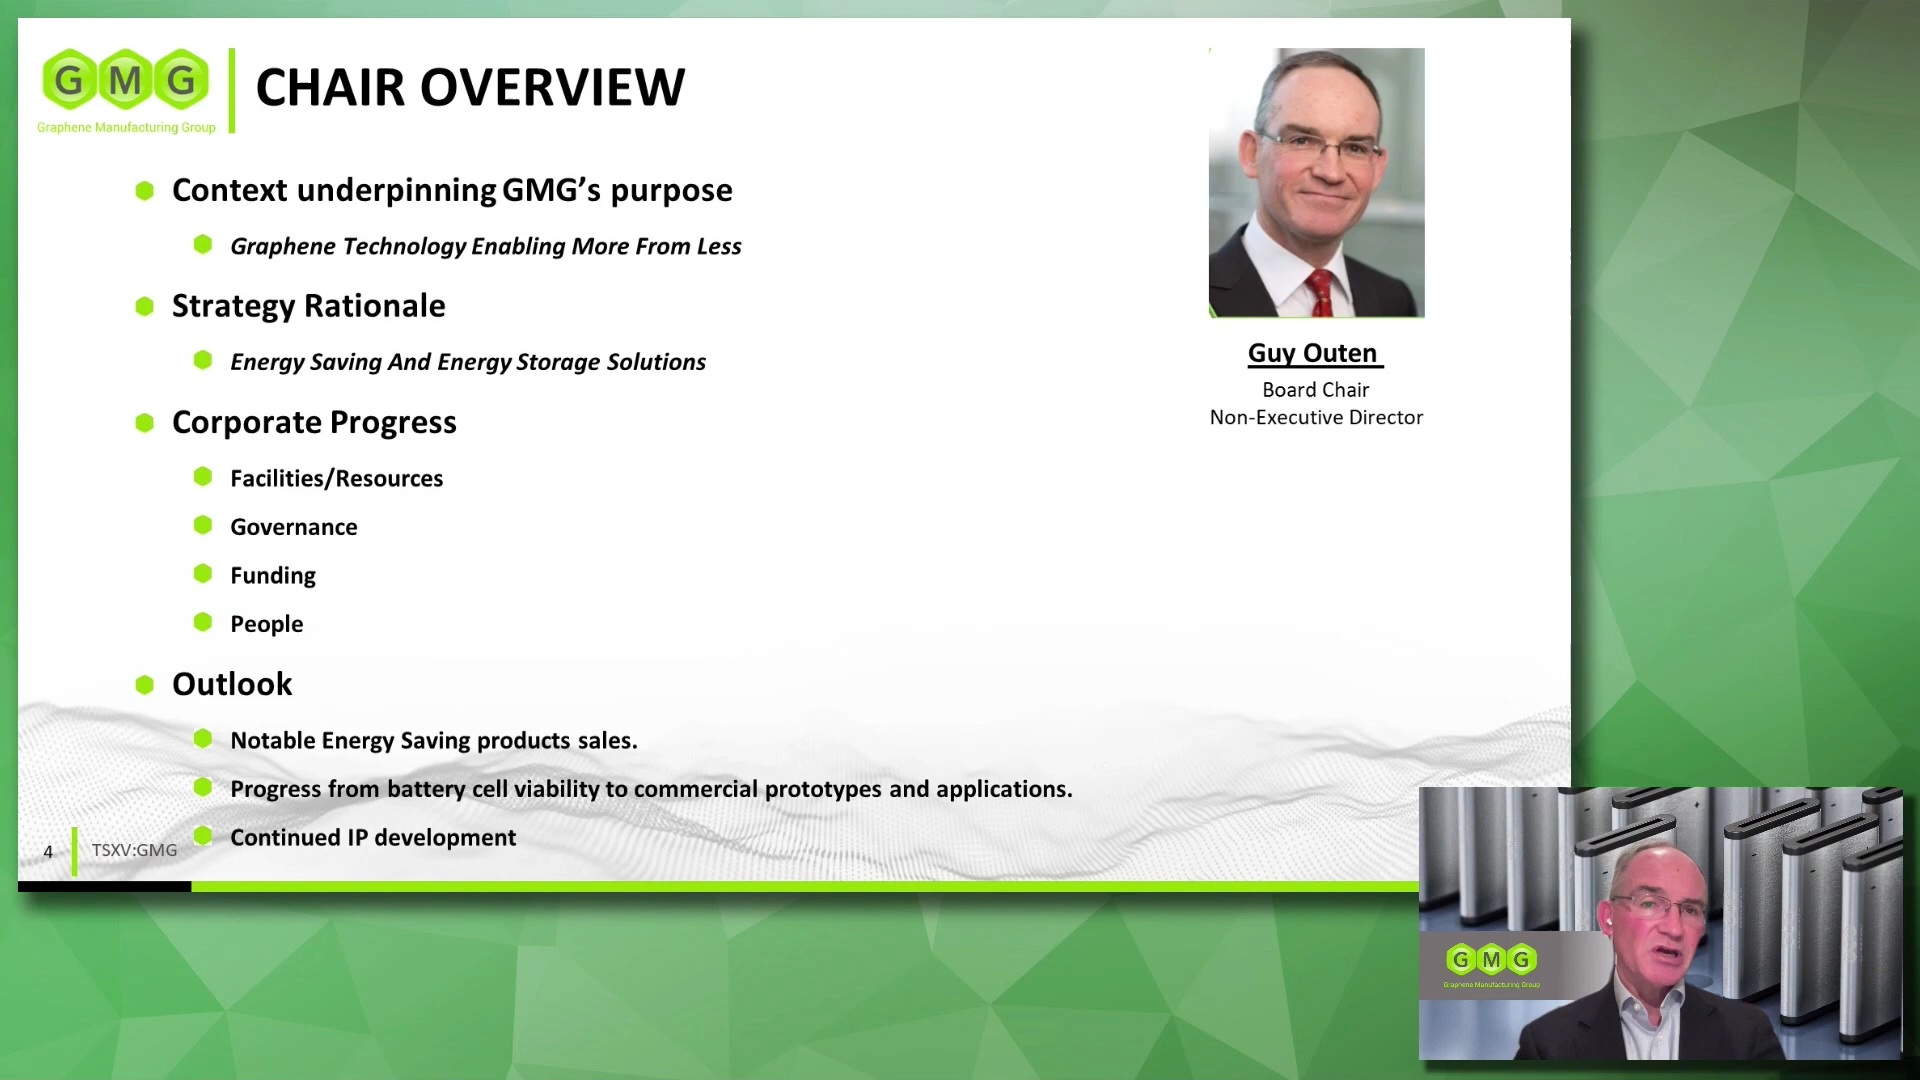 GMG
Graphene Manufacturing Group
CHAIR OVERVIEW
Context underpinning GMG’s purpose
Graphene Technology Enabling More From Less
Strategy Rationale
Energy Saving And Energy Storage Solutions
Corporate Progress
Facilities/Resources
Governance
Funding
People
Outlook
Notable Energy Saving products sales.
Progress from battery cell viability to commercial prototypes and applications.
Continued IP development
4
TSXV:GMG
Guy Outen
Board Chair
Non-Executive Director
GMG
Graphene Manufacturing Group